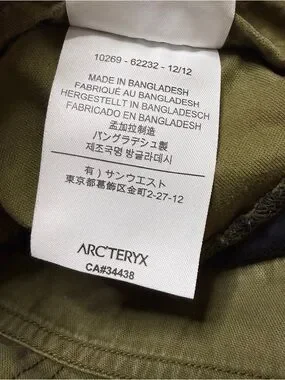 10269 - 62232 - 12/12
MADE IN BANGLADESH
FABRIQUÉ AU BANGLADESH
HERGESTELLT IN BANGLADESCH
FABRICADO EN BANGLADESH
孟加拉制造
バングラデシュ製
제조국명 방글라데시
有）サンウエスト
東京都葛飾区金町2-27-12
ARC'TERYX
CA#34438